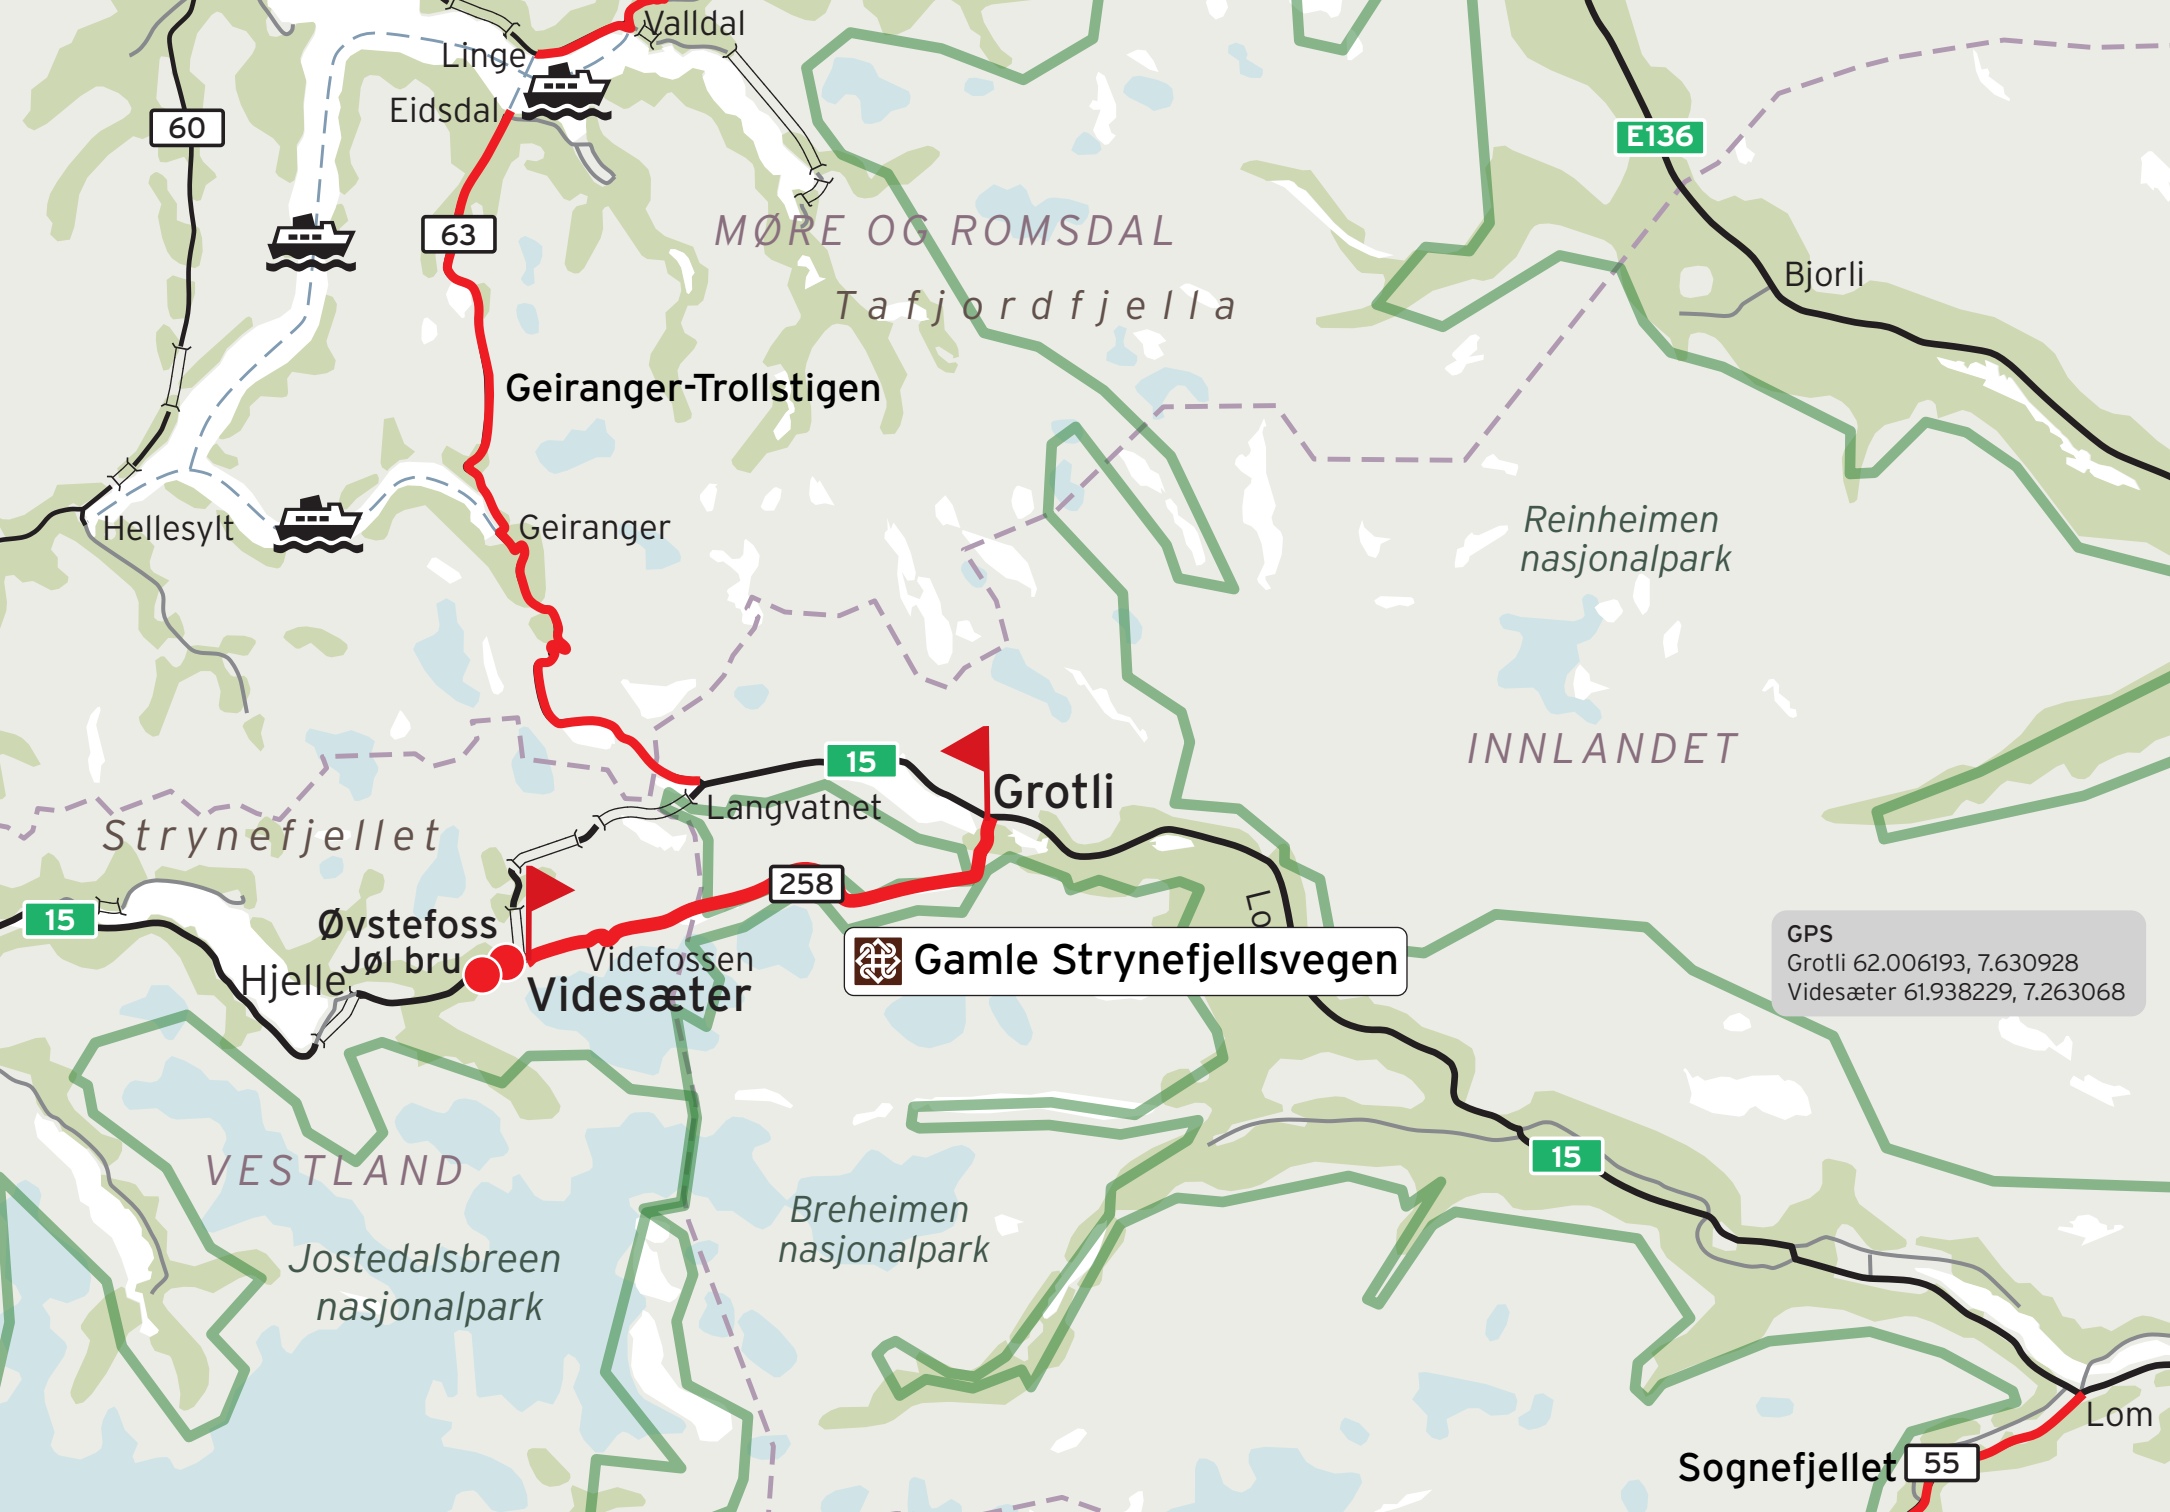 Valldal
Linge
Eidsdal
60
E136
63
MØRE OG ROMSDAL
Bjorli
Tafjordfjella
Geiranger-Trollstigen
Hellesylt
Geiranger
Reinheimen
nasjonalpark
INNLANDET
15
Grotli
Langvatnet
Strynefjellet
258
15
Øvstefoss
Jøl bru
Hjelle
Videfossen
Videsæter
Lo
Gamle Strynefjellsvegen
GPS
Grotli 62.006193, 7.630928
Videsæter 61.938229, 7.263068
15
VESTLAND
Breheimen
nasjonalpark
Jostedalsbreen
nasjonalpark
Lom
Sognefjellet
55